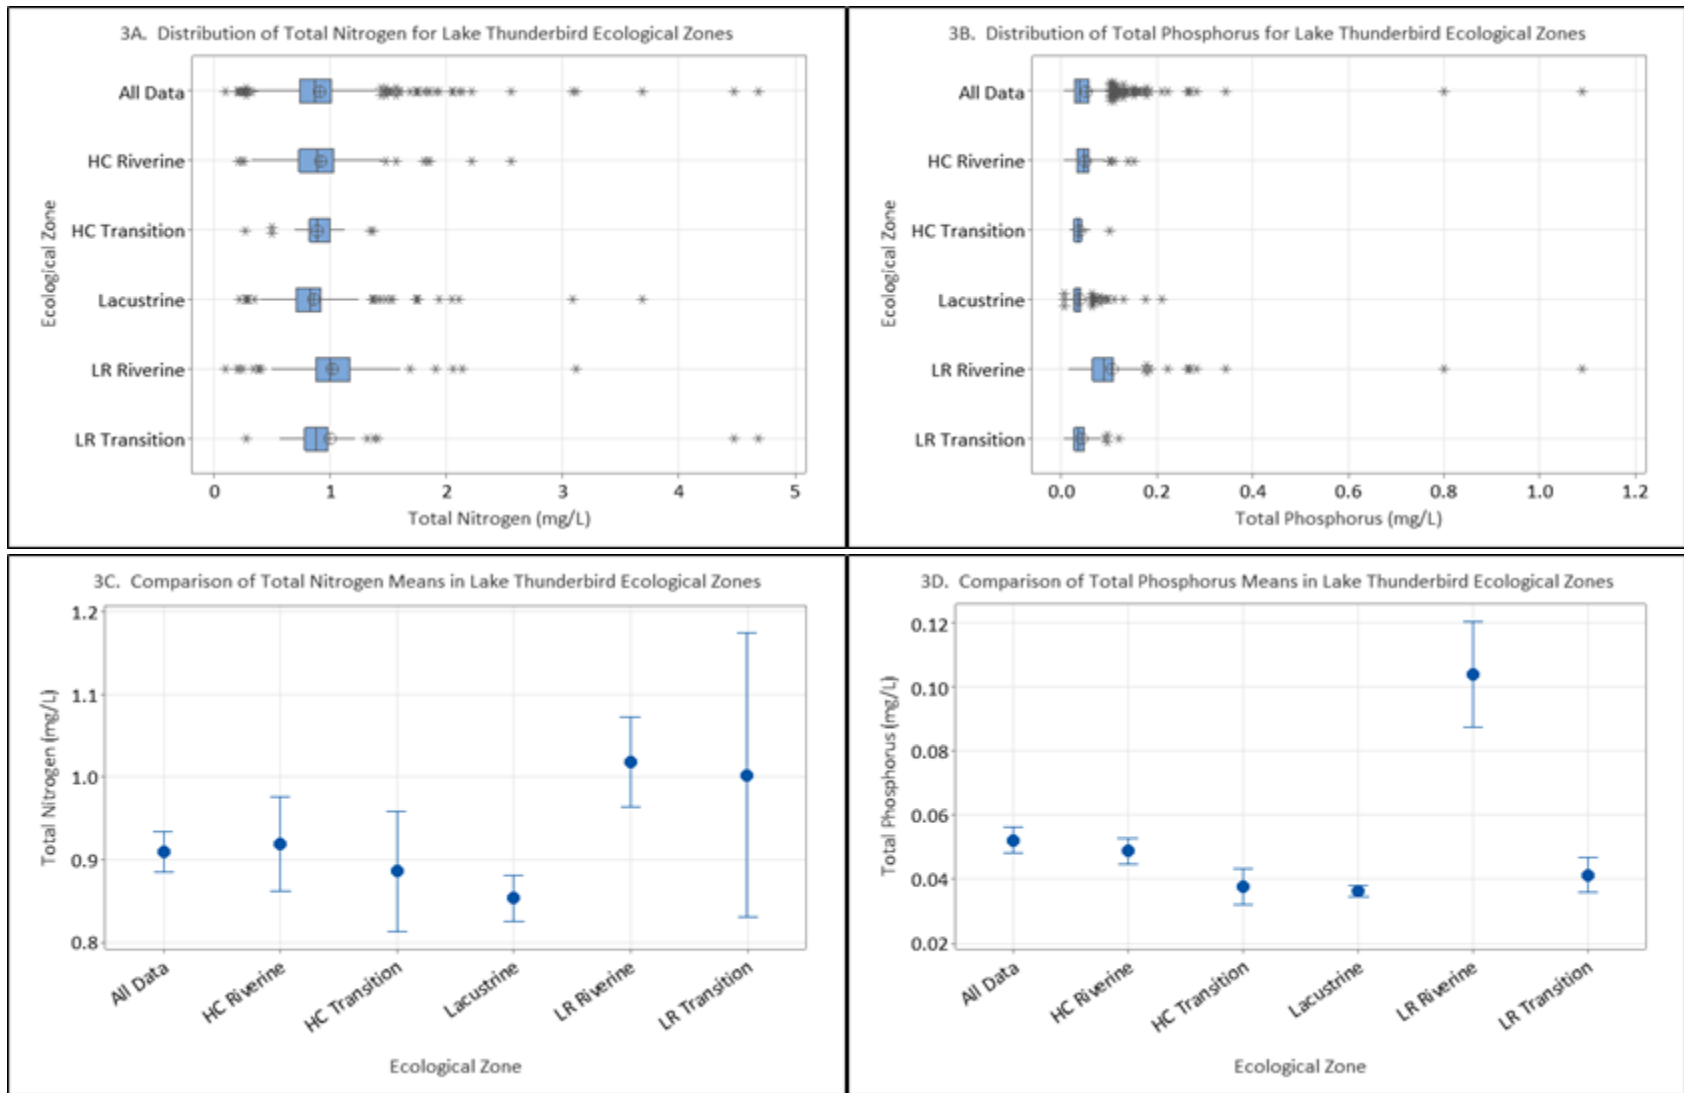 3A. Distribution of Total Nitrogen for Lake Thunderbird Ecological Zones
Ecological Zone
All Data
HC Riverine
HC Transition
Lacustrine
LR Riverine
LR Transition
0 1 2 3 4 5
Total Nitrogen (mg/L)
3B. Distribution of Total Phosphorus for Lake Thunderbird Ecological Zones
Ecological Zone
All Data
HC Riverine
HC Transition
Lacustrine
LR Riverine
LR Transition
0.0 0.2 0.4 0.6 0.8 1.0 1.2
Total Phosphorus (mg/L)
3C. Comparison of Total Nitrogen Means in Lake Thunderbird Ecological Zones
Total Nitrogen (mg/L)
1.2
1.1
1.0
0.9
0.8
All Data HC Riverine HC Transition Lacustrine LR Riverine LR Transition
Ecological Zone
3D. Comparison of Total Phosphorus Means in Lake Thunderbird Ecological Zones
Total Phosphorus (mg/L)
0.12
0.10
0.08
0.06
0.04
0.02
All Data HC Riverine HC Transition Lacustrine LR Riverine LR Transition
Ecological Zone